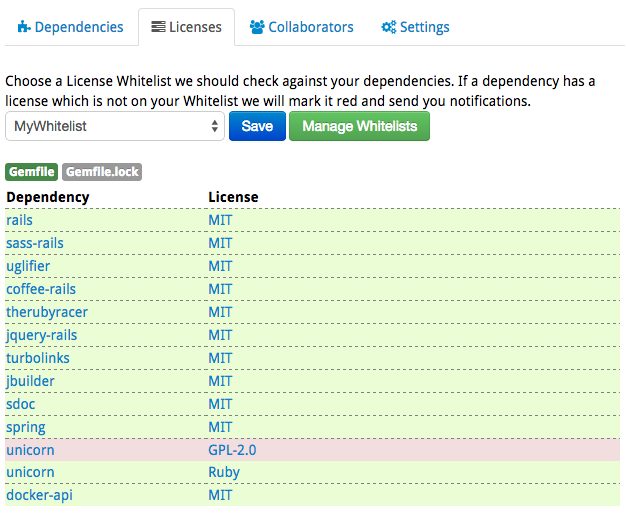 Dependencies Licenses Collaborators Settings
Choose a License Whitelist we should check against your dependencies. If a dependency has a
license which is not on your Whitelist we will mark it red and send you notifications.
MyWhitelist Save Manage Whitelists
Gemfile Gemfile.lock
Dependency License
rails MIT
sass-rails MIT
uglifier MIT
coffee-rails MIT
therubyracer MIT
jquery-rails MIT
turbolinks MIT
jbuilder MIT
sdoc MIT
spring MIT
unicorn GPL-2.0
unicorn Ruby
docker-api MIT